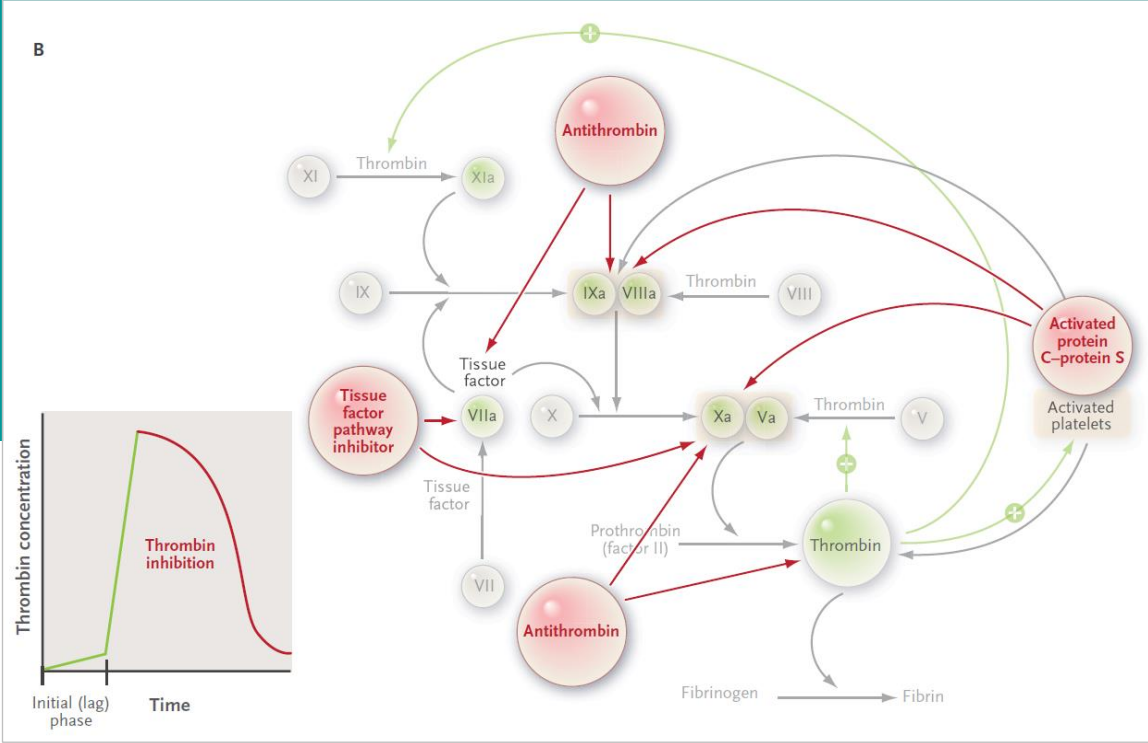 B
Antithrombin
XI
Thrombin
XIa
IX
IXa
VIIIa
Thrombin
VIII
Activated
protein
C–protein S
Activated
platelets
Tissue
factor
Tissue
factor
pathway
inhibitor
VIIa
X
Xa
Va
Thrombin
V
Tissue
factor
Prothrombin
(factor II)
Thrombin
VII
Antithrombin
Fibrinogen
Fibrin
Thrombin concentration
Thrombin
inhibition
Initial (lag)
phase
Time